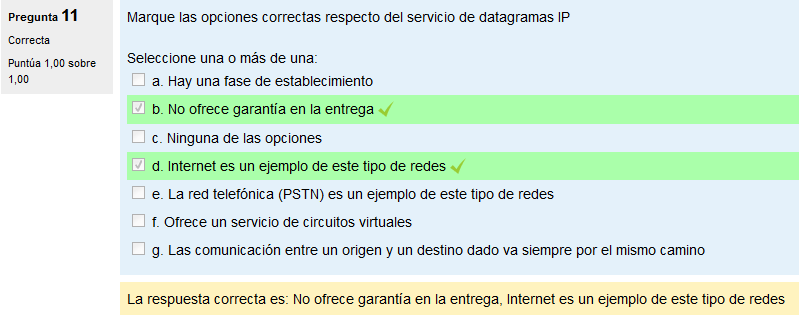 Pregunta 11
Correcta
Puntúa 1,00 sobre
1,00
Marque las opciones correctas respecto del servicio de datagramas IP
Seleccione una o más de una:
a. Hay una fase de establecimiento
b. No ofrece garantía en la entrega
c. Ninguna de las opciones
d. Internet es un ejemplo de este tipo de redes
e. La red telefónica (PSTN) es un ejemplo de este tipo de redes
f. Ofrece un servicio de circuitos virtuales
g. Las comunicación entre un origen y un destino dado va siempre por el mismo camino
La respuesta correcta es: No ofrece garantía en la entrega, Internet es un ejemplo de este tipo de redes